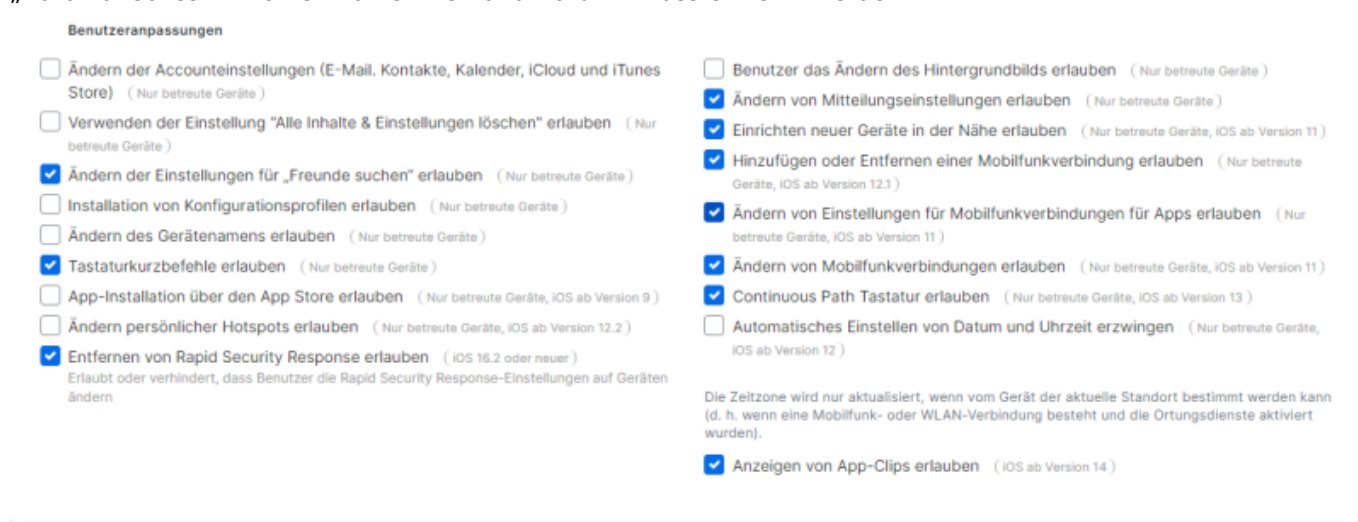 Benutzeranpassungen
Ändern der Accounteinstellungen (E-Mail. Kontakte, Kalender, iCloud und iTunes
Store) (Nur betreute Geräte)
Verwenden der Einstellung "Alle Inhalte & Einstellungen löschen" erlauben (Nur
betreute Geräte)
Ändern der Einstellungen für „Freunde suchen" erlauben (Nur betreute Geräte)
Installation von Konfigurationsprofilen erlauben (Nur betreute Geräte)
Ändern des Gerätenamens erlauben (Nur betreute Geräte)
Tastaturkurzbefehle erlauben (Nur betreute Geräte)
App-Installation über den App Store erlauben (Nur betreute Geräte, iOS ab Version 9)
Ändern persönlicher Hotspots erlauben (Nur betreute Geräte, iOS ab Version 12.2)
Entfernen von Rapid Security Response erlauben (iOS 16.2 oder neuer)
Erlaubt oder verhindert, dass Benutzer die Rapid Security Response-Einstellungen auf Geräten
ändern
Benutzer das Ändern des Hintergrundbilds erlauben (Nur betreute Geräte)
Ändern von Mitteilungseinstellungen erlauben (Nur betreute Geräte)
Einrichten neuer Geräte in der Nähe erlauben (Nur betreute Geräte, iOS ab Version 11)
Hinzufügen oder Entfernen einer Mobilfunkverbindung erlauben (Nur betreute
Geräte, iOS ab Version 12.1)
Ändern von Einstellungen für Mobilfunkverbindungen für Apps erlauben (Nur
betreute Geräte, iOS ab Version 11)
Ändern von Mobilfunkverbindungen erlauben (Nur betreute Geräte, iOS ab Version 11)
Continuous Path Tastatur erlauben (Nur betreute Geräte, iOS ab Version 13)
Automatisches Einstellen von Datum und Uhrzeit erzwingen (Nur betreute Geräte,
iOS ab Version 12)
Die Zeitzone wird nur aktualisiert, wenn vom Gerät der aktuelle Standort bestimmt werden kann
(d. h. wenn eine Mobilfunk- oder WLAN-Verbindung besteht und die Ortungsdienste aktiviert
wurden).
Anzeigen von App-Clips erlauben (iOS ab Version 14)